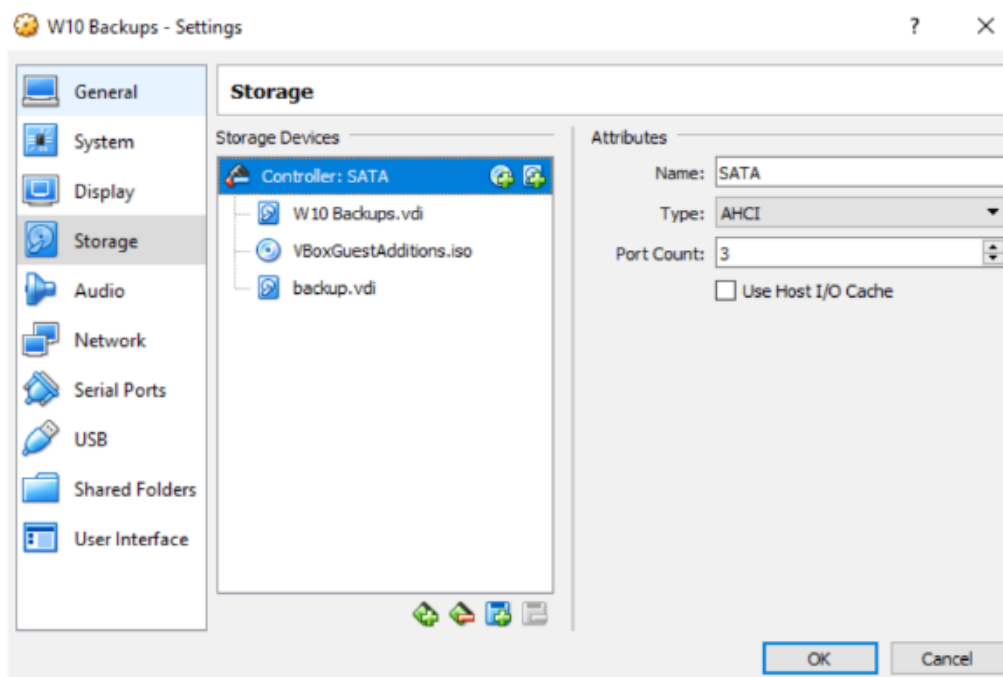 W10 Backups - Settings
?
General
System
Display
Storage
Audio
Network
Serial Ports
USB
Shared Folders
User Interface
Storage
Storage Devices
Controller: SATA
W10 Backups.vdi
VBoxGuestAdditions.iso
backup.vdi
Attributes
Name: SATA
Type: AHCI
Port Count: 3
Use Host I/O Cache
OK
Cancel